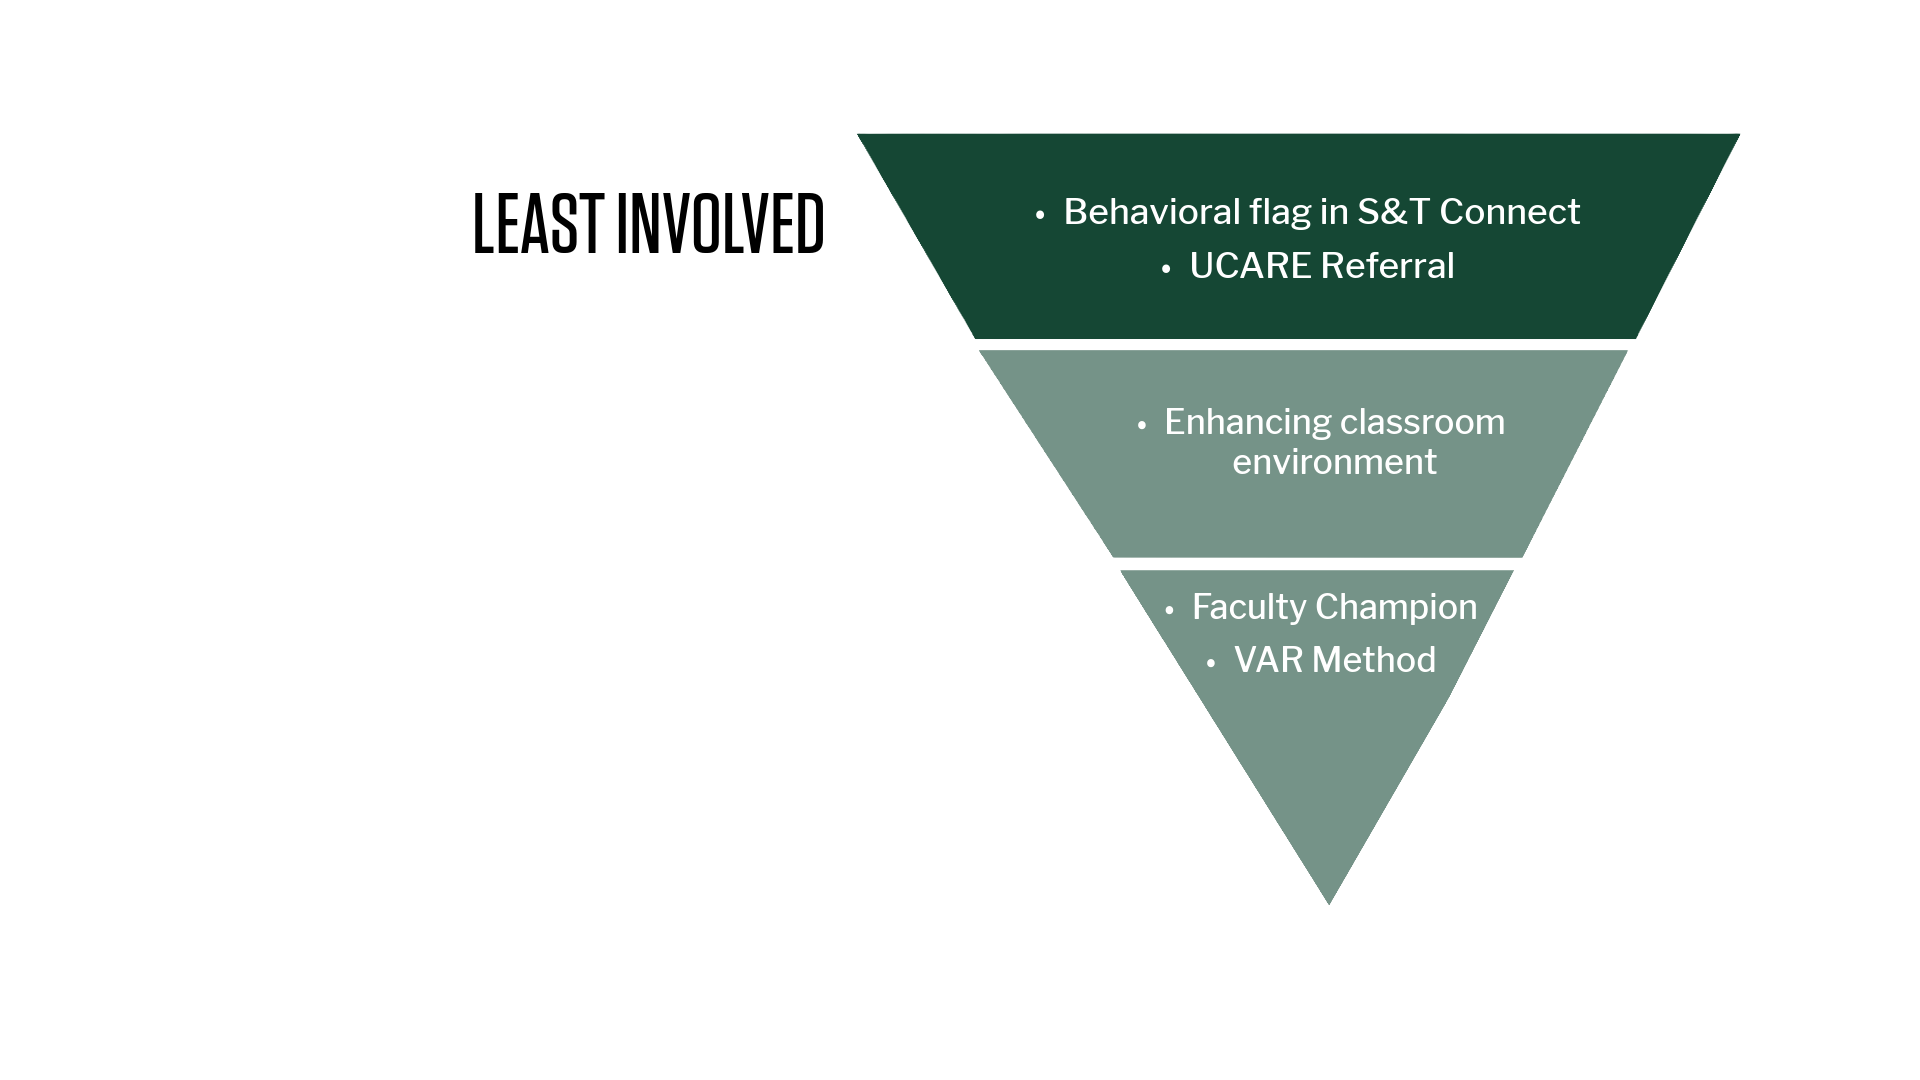 LEAST INVOLVED
• Behavioral flag in S&T Connect
• UCARE Referral
• Enhancing classroom
environment
• Faculty Champion
• VAR Method